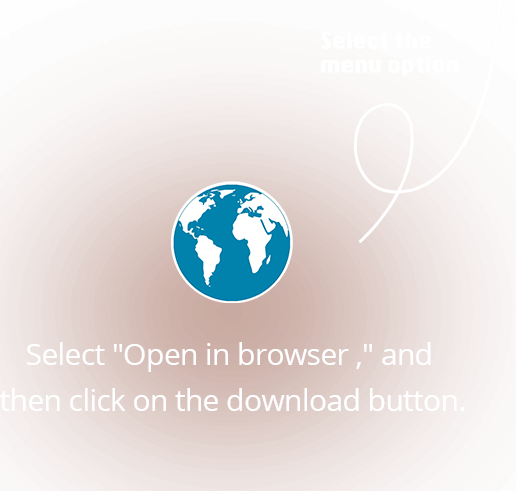 Select the
menu option
Select "Open in browser ," and
then click on the download button.